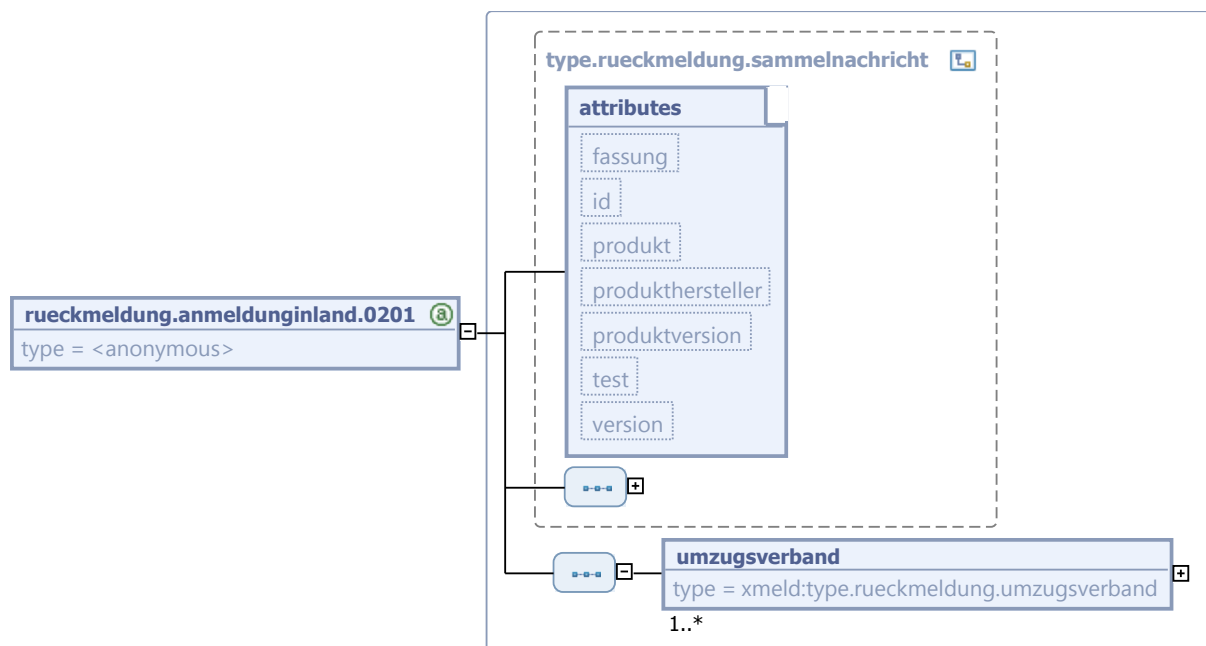 type.rueckmeldung.sammelnachricht
attributes
fassung
id
produkt
produkthersteller
produktversion
test
version
rueckmeldung.anmeldunginland.0201 a
type = <anonymous>
umzugsverband
type = xmeld:type.rueckmeldung.umzugsverband
1..*